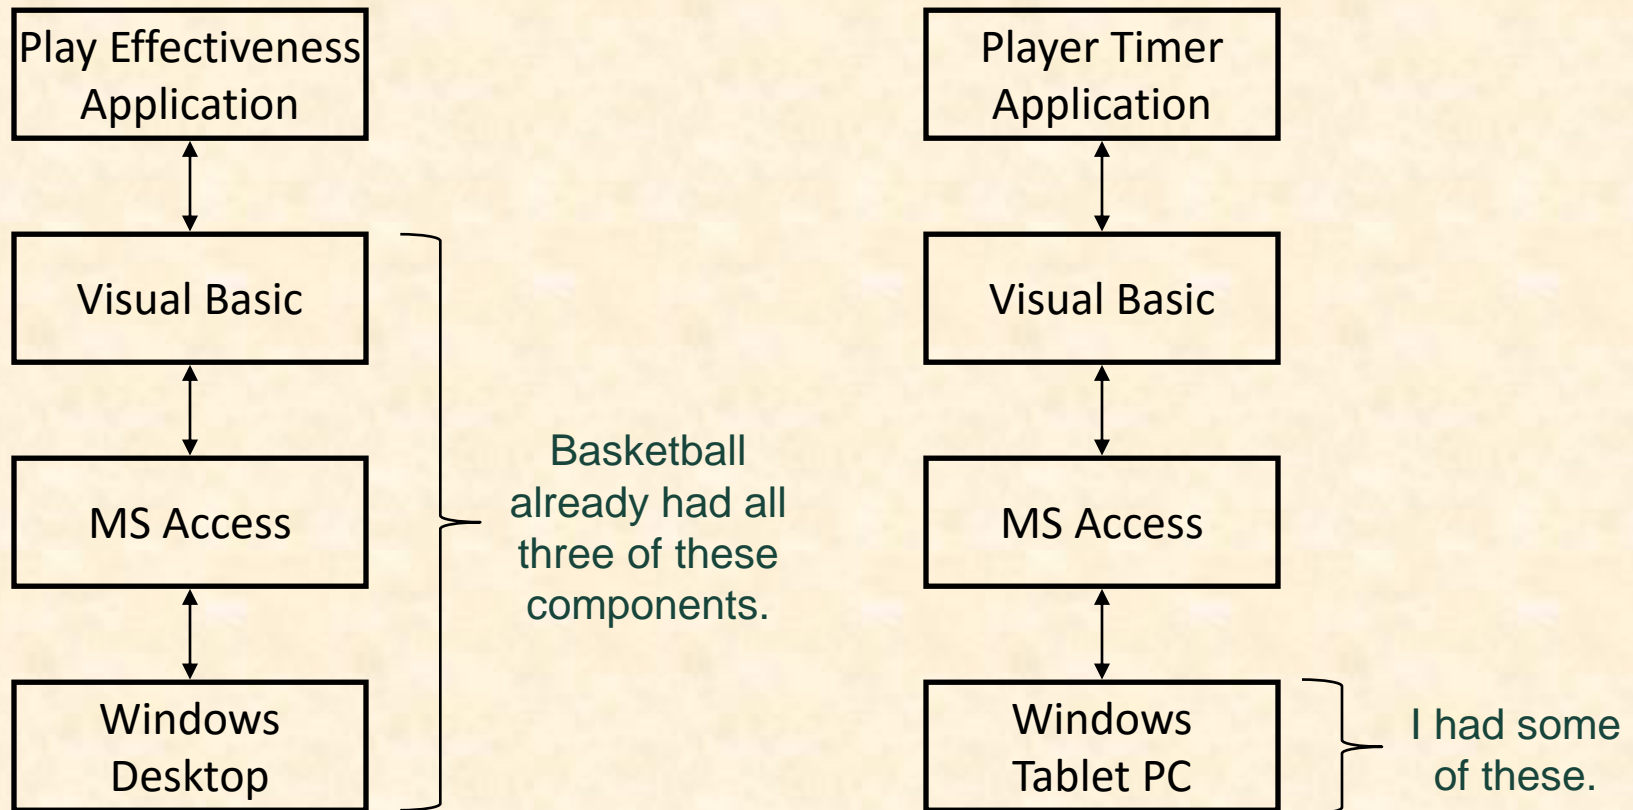 Play Effectiveness
Application
Visual Basic
MS Access
Windows
Desktop
Basketball
already had all
three of these
components.
Player Timer
Application
Visual Basic
MS Access
Windows
Tablet PC
I had some
of these.